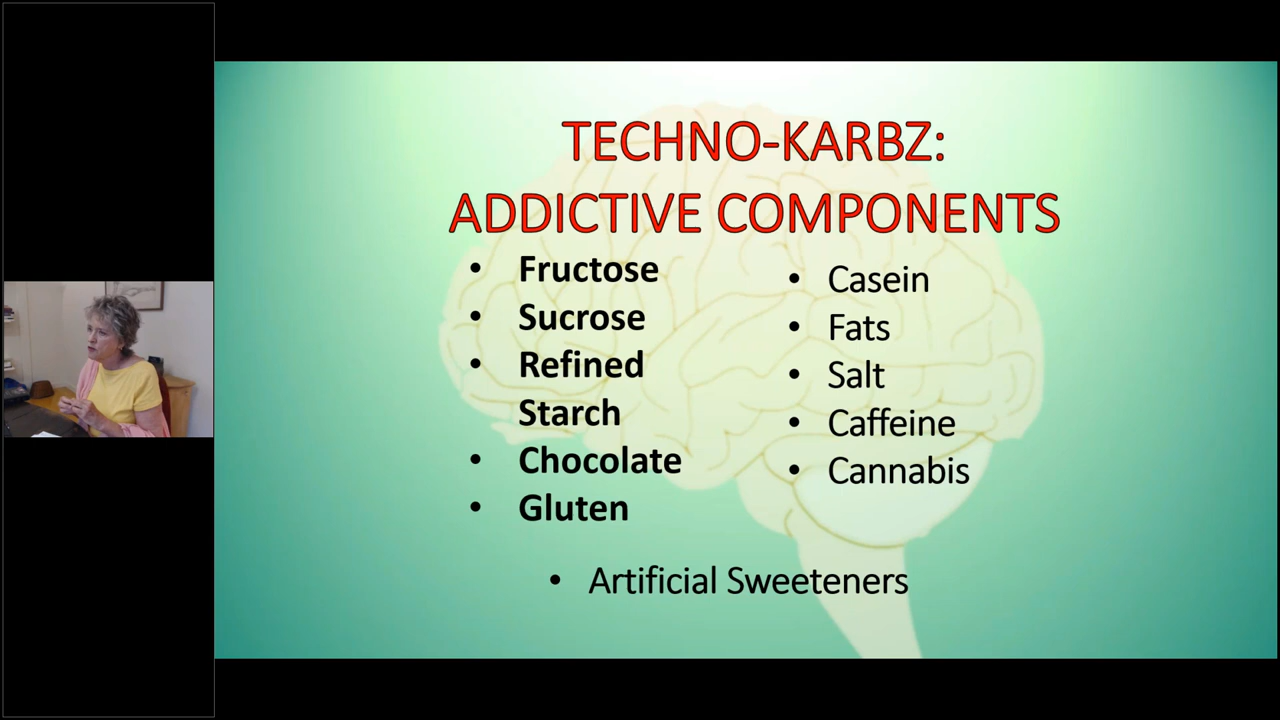 TECHNO-KARBZ:
ADDICTIVE COMPONENTS
• Fructose
• Sucrose
• Refined
Starch
• Chocolate
• Gluten
• Casein
• Fats
• Salt
• Caffeine
• Cannabis
• Artificial Sweeteners